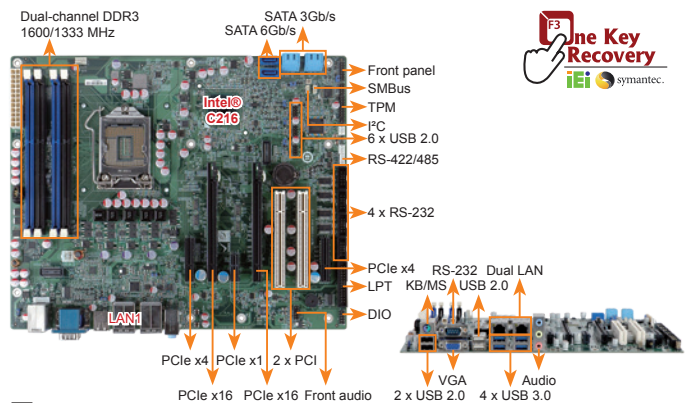 Dual-channel DDR3
1600/1333 MHz
SATA 3Gb/s
SATA 6Gb/s
F3
One Key
Recovery
iEi symantec.
Front panel
SMBus
TPM
I²C
6 x USB 2.0
RS-422/485
4 x RS-232
PCIe x4
LPT
DIO
Intel®
C216
LAN1
PCIe x4 PCIe x1 2 x PCI
PCIe x16 PCIe x16 Front audio
RS-232 Dual LAN
KB/MS USB 2.0
VGA Audio
2 x USB 2.0 4 x USB 3.0